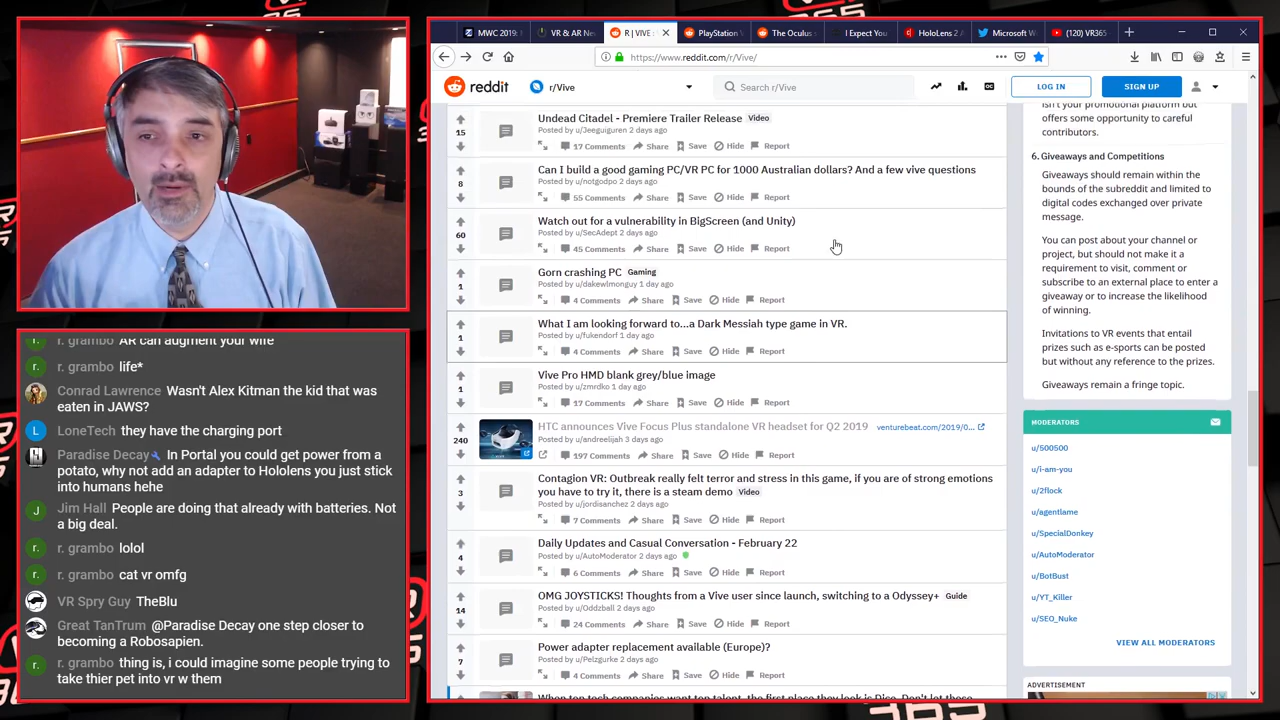 MWC 2019:
VR & AR Ne
R | VIVE :
PlayStation
The Oculus
I Expect You
HoloLens 2
Microsoft W
(120) VR365
https://www.reddit.com/r/Vive/
reddit
r/Vive
Search r/Vive
LOG IN
SIGN UP
15
Undead Citadel - Premiere Trailer Release Video
Posted by u/Jeeguiguren 2 days ago
17 Comments Share Save Hide Report
8
Can I build a good gaming PC/VR PC for 1000 Australian dollars? And a few vive questions
Posted by u/notgodpo 2 days ago
55 Comments Share Save Hide Report
60
Watch out for a vulnerability in BigScreen (and Unity)
Posted by u/SecAdept 2 days ago
45 Comments Share Save Hide Report
1
Gorn crashing PC Gaming
Posted by u/dakewlmonguy 1 day ago
4 Comments Share Save Hide Report
1
What I am looking forward to...a Dark Messiah type game in VR.
Posted by u/fukendorf 1 day ago
4 Comments Share Save Hide Report
1
Vive Pro HMD blank grey/blue image
Posted by u/zmrdko 1 day ago
17 Comments Share Save Hide Report
240
HTC announces Vive Focus Plus standalone VR headset for Q2 2019 venturebeat.com/2019/0...
Posted by u/andreelijah 3 days ago
197 Comments Share Save Hide Report
3
Contagion VR: Outbreak really felt terror and stress in this game, if you are of strong emotions
you have to try it, there is a steam demo Video
Posted by u/jordisanchez 2 days ago
7 Comments Share Save Hide Report
4
Daily Updates and Casual Conversation - February 22
Posted by u/AutoModerator 2 days ago
6 Comments Share Save Hide Report
14
OMG JOYSTICKS! Thoughts from a Vive user since launch, switching to a Odyssey+ Guide
Posted by u/Oddzball 2 days ago
24 Comments Share Save Hide Report
7
Power adapter replacement available (Europe)?
Posted by u/Pelzgurke 2 days ago
4 Comments Share Save Hide Report
When top tech companies want top talent, the first place they look is Dice. Don't let those
isn't your promotional platform but
offers some opportunity to careful
contributors.
6. Giveaways and Competitions
Giveaways should remain within the
bounds of the subreddit and limited to
digital codes exchanged over private
message.
You can post about your channel or
project, but should not make it a
requirement to visit, comment or
subscribe to an external place to enter a
giveaway or to increase the likelihood
of winning.
Invitations to VR events that entail
prizes such as e-sports can be posted
but without any reference to the prizes.
Giveaways remain a fringe topic.
MODERATORS
u/500500
u/i-am-you
u/2flock
u/agentlame
u/SpecialDonkey
u/AutoModerator
u/BotBust
u/YT_Killer
u/SEO_Nuke
VIEW ALL MODERATORS
ADVERTISEMENT
r. grambo AR can augment your wife
r. grambo life*
Conrad Lawrence Wasn't Alex Kitman the kid that was
eaten in JAWS?
LoneTech they have the charging port
Paradise Decay In Portal you could get power from a
potato, why not add an adapter to Hololens you just stick
into humans hehe
Jim Hall People are doing that already with batteries. Not
a big deal.
r. grambo lolol
r. grambo cat vr omfg
VR Spry Guy TheBlu
Great TanTrum @Paradise Decay one step closer to
becoming a Robosapien.
r. grambo thing is, i could imagine some people trying to
take thier pet into vr w them